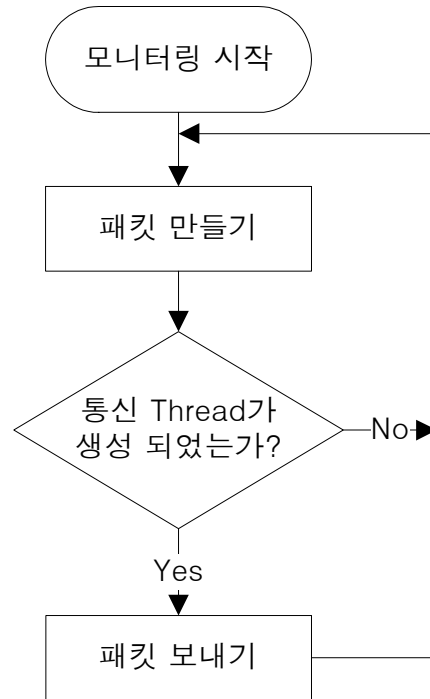 모니터링 시작
패킷 만들기
통신 Thread가
생성 되었는가?
No
Yes
패킷 보내기